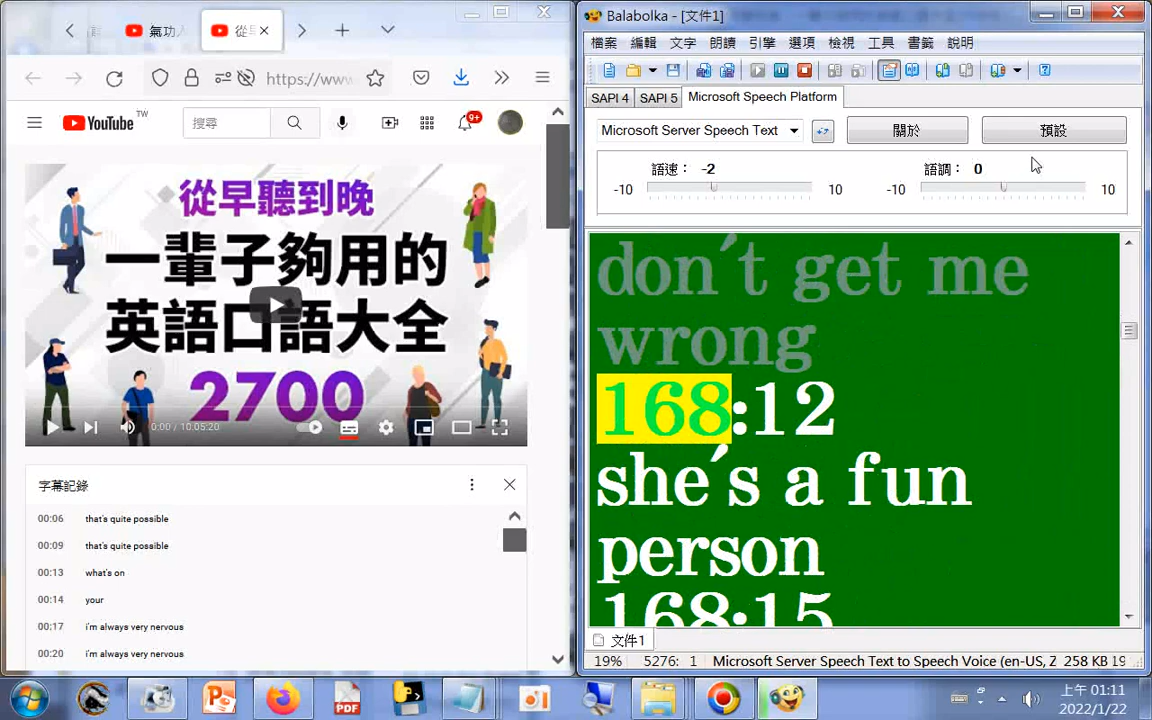 氣功人
從早
https://www
YouTube TW
搜尋
9+
從早聽到晚
一輩子夠用的
英語口語大全
2700
0:00 / 10:05:20
字幕記錄
00:06 that's quite possible
00:09 that's quite possible
00:13 what's on
00:14 your
00:17 i'm always very nervous
00:20 i'm always very nervous
Balabolka - [文件1]
檔案 編輯 文字 朗讀 引擎 選項 檢視 工具 書籤 說明
SAPI 4 SAPI 5 Microsoft Speech Platform
Microsoft Server Speech Text 關於 預設
語速： -2 語調： 0
-10 10 -10 10
don´t get me
wrong
168:12
she´s a fun
person
168:15
文件1
19% 5276: 1 Microsoft Server Speech Text to Speech Voice (en-US, Z 258 KB 19
PDF
上午 01:11
2022/1/22